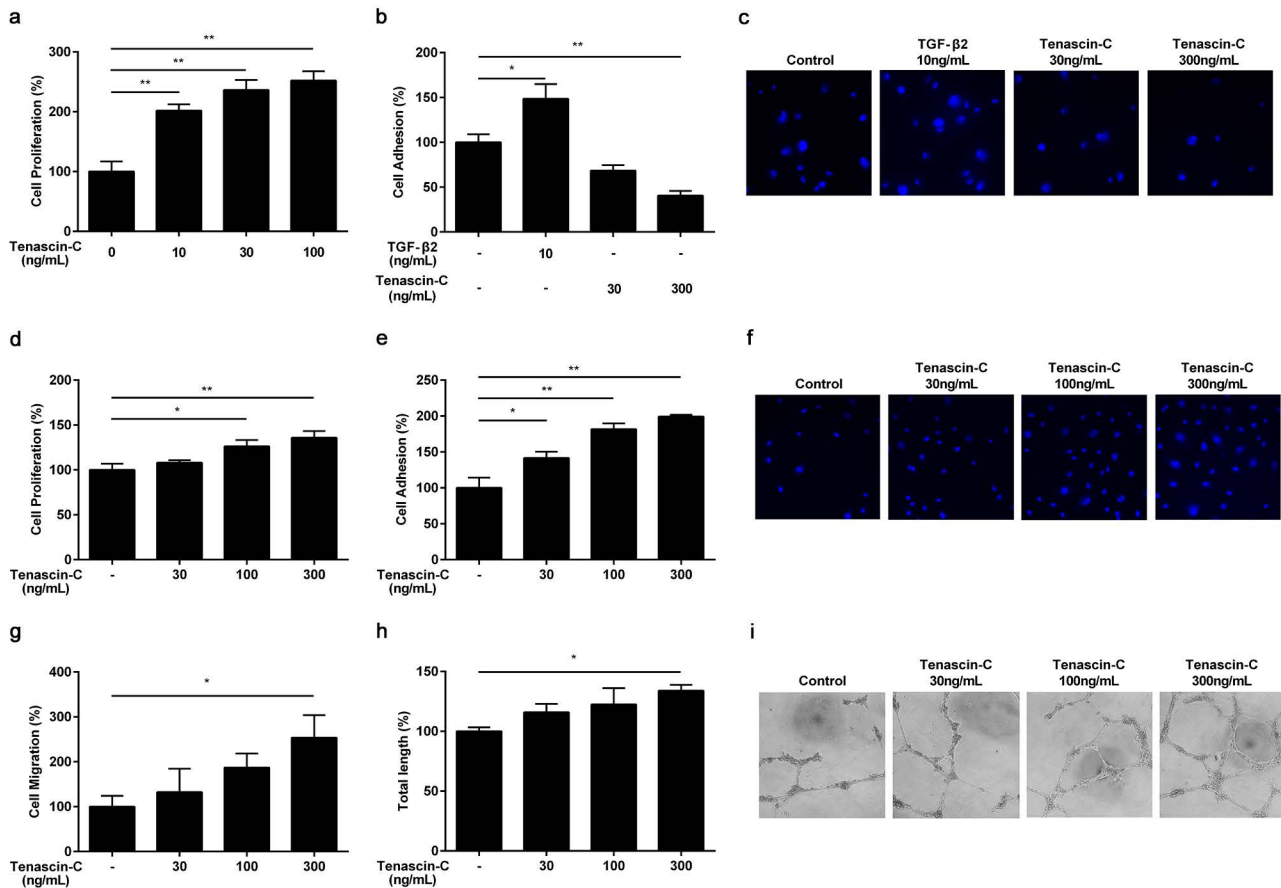 a
**
**
**
300
200
100
0
Cell Proliferation (%)
Tenascin-C
(ng/mL)
0 10 30 100
b
**
*
200
150
100
50
0
Cell Adhesion (%)
TGF-β2
(ng/mL)
- 10 - -
Tenascin-C
(ng/mL)
- - 30 300
c
Control
TGF-β2
10ng/mL
Tenascin-C
30ng/mL
Tenascin-C
300ng/mL
d
**
*
200
150
100
50
0
Cell Proliferation (%)
Tenascin-C
(ng/mL)
- 30 100 300
e
**
**
*
250
200
150
100
50
0
Cell Adhesion (%)
Tenascin-C
(ng/mL)
- 30 100 300
f
Control
Tenascin-C
30ng/mL
Tenascin-C
100ng/mL
Tenascin-C
300ng/mL
g
*
400
300
200
100
0
Cell Migration (%)
Tenascin-C
(ng/mL)
- 30 100 300
h
*
150
100
50
0
Total length (%)
Tenascin-C
(ng/mL)
- 30 100 300
i
Control
Tenascin-C
30ng/mL
Tenascin-C
100ng/mL
Tenascin-C
300ng/mL